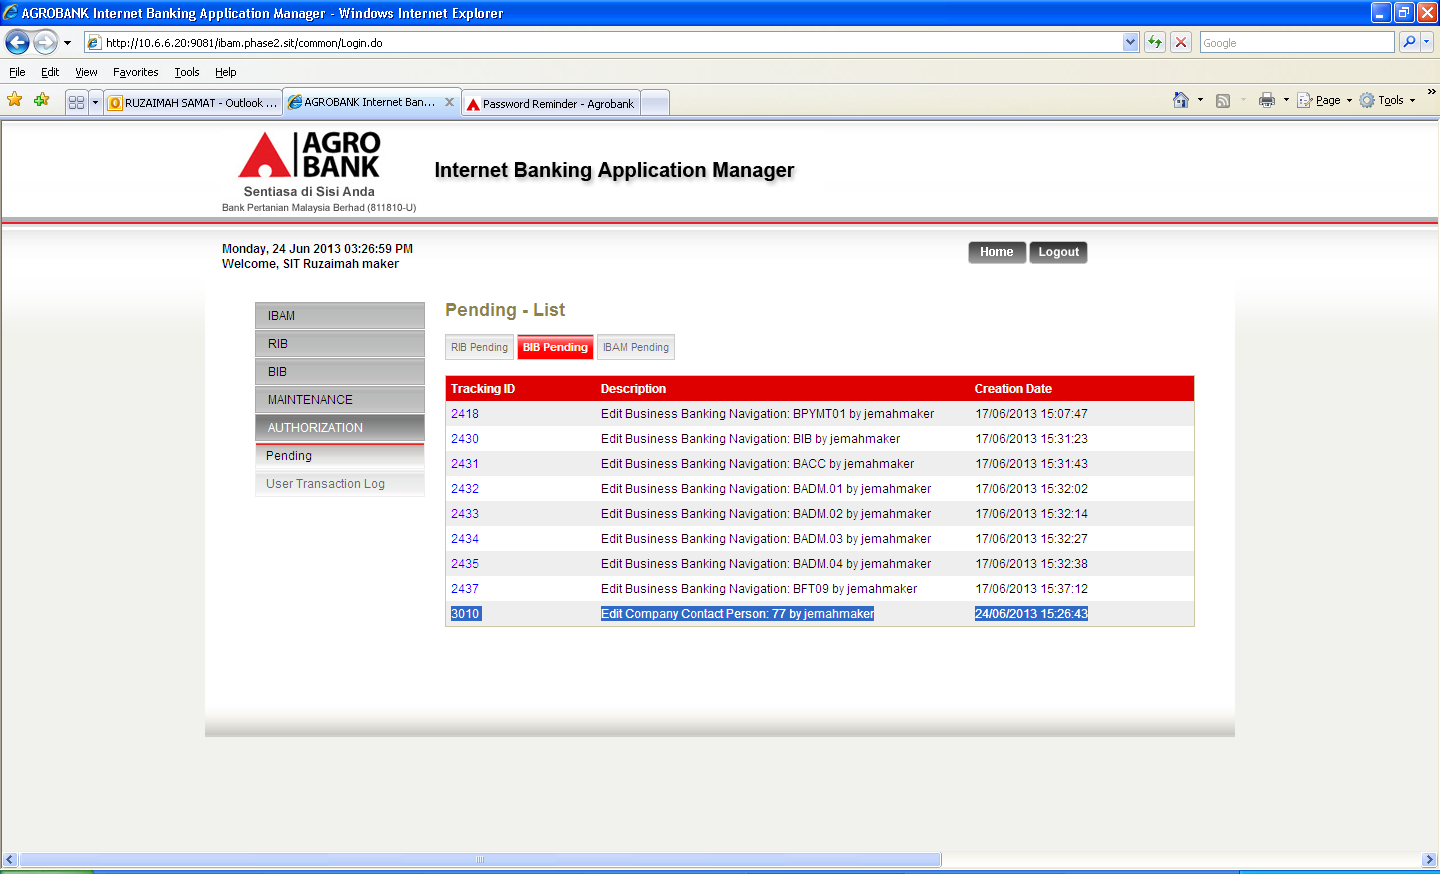 AGROBANK Internet Banking Application Manager - Windows Internet Explorer
http://10.6.6.20:9081/ibam.phase2.sit/common/Login.do
Google
File Edit View Favorites Tools Help
RUZAIMAH SAMAT - Outlook ...
AGROBANK Internet Ban...
Password Reminder - Agrobank
Page
Tools
AGRO
BANK
Sentiasa di Sisi Anda
Bank Pertanian Malaysia Berhad (811810-U)
Internet Banking Application Manager
Monday, 24 Jun 2013 03:26:59 PM
Welcome, SIT Ruzaimah maker
Home
Logout
IBAM
RIB
BIB
MAINTENANCE
AUTHORIZATION
Pending
User Transaction Log
Pending - List
RIB Pending BIB Pending IBAM Pending
Tracking ID Description Creation Date
2418 Edit Business Banking Navigation: BPYMT01 by jemahmaker 17/06/2013 15:07:47
2430 Edit Business Banking Navigation: BIB by jemahmaker 17/06/2013 15:31:23
2431 Edit Business Banking Navigation: BACC by jemahmaker 17/06/2013 15:31:43
2432 Edit Business Banking Navigation: BADM.01 by jemahmaker 17/06/2013 15:32:02
2433 Edit Business Banking Navigation: BADM.02 by jemahmaker 17/06/2013 15:32:14
2434 Edit Business Banking Navigation: BADM.03 by jemahmaker 17/06/2013 15:32:27
2435 Edit Business Banking Navigation: BADM.04 by jemahmaker 17/06/2013 15:32:38
2437 Edit Business Banking Navigation: BFT09 by jemahmaker 17/06/2013 15:37:12
3010 Edit Company Contact Person: 77 by jemahmaker 24/06/2013 15:26:43